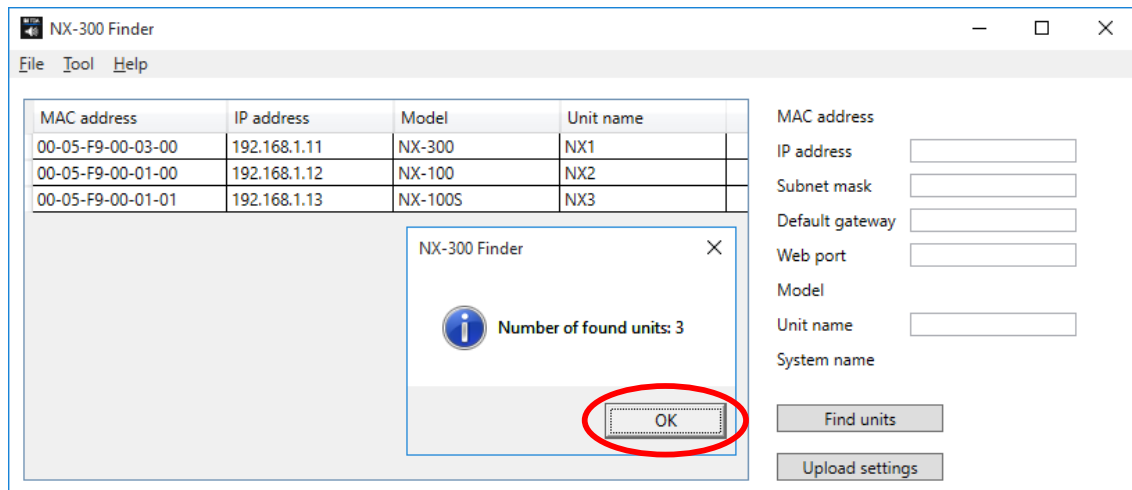 NX-300 Finder
File Tool Help
MAC address IP address Model Unit name
00-05-F9-00-03-00 192.168.1.11 NX-300 NX1
00-05-F9-00-01-00 192.168.1.12 NX-100 NX2
00-05-F9-00-01-01 192.168.1.13 NX-100S NX3
NX-300 Finder
Number of found units: 3
OK
MAC address
IP address
Subnet mask
Default gateway
Web port
Model
Unit name
System name
Find units
Upload settings